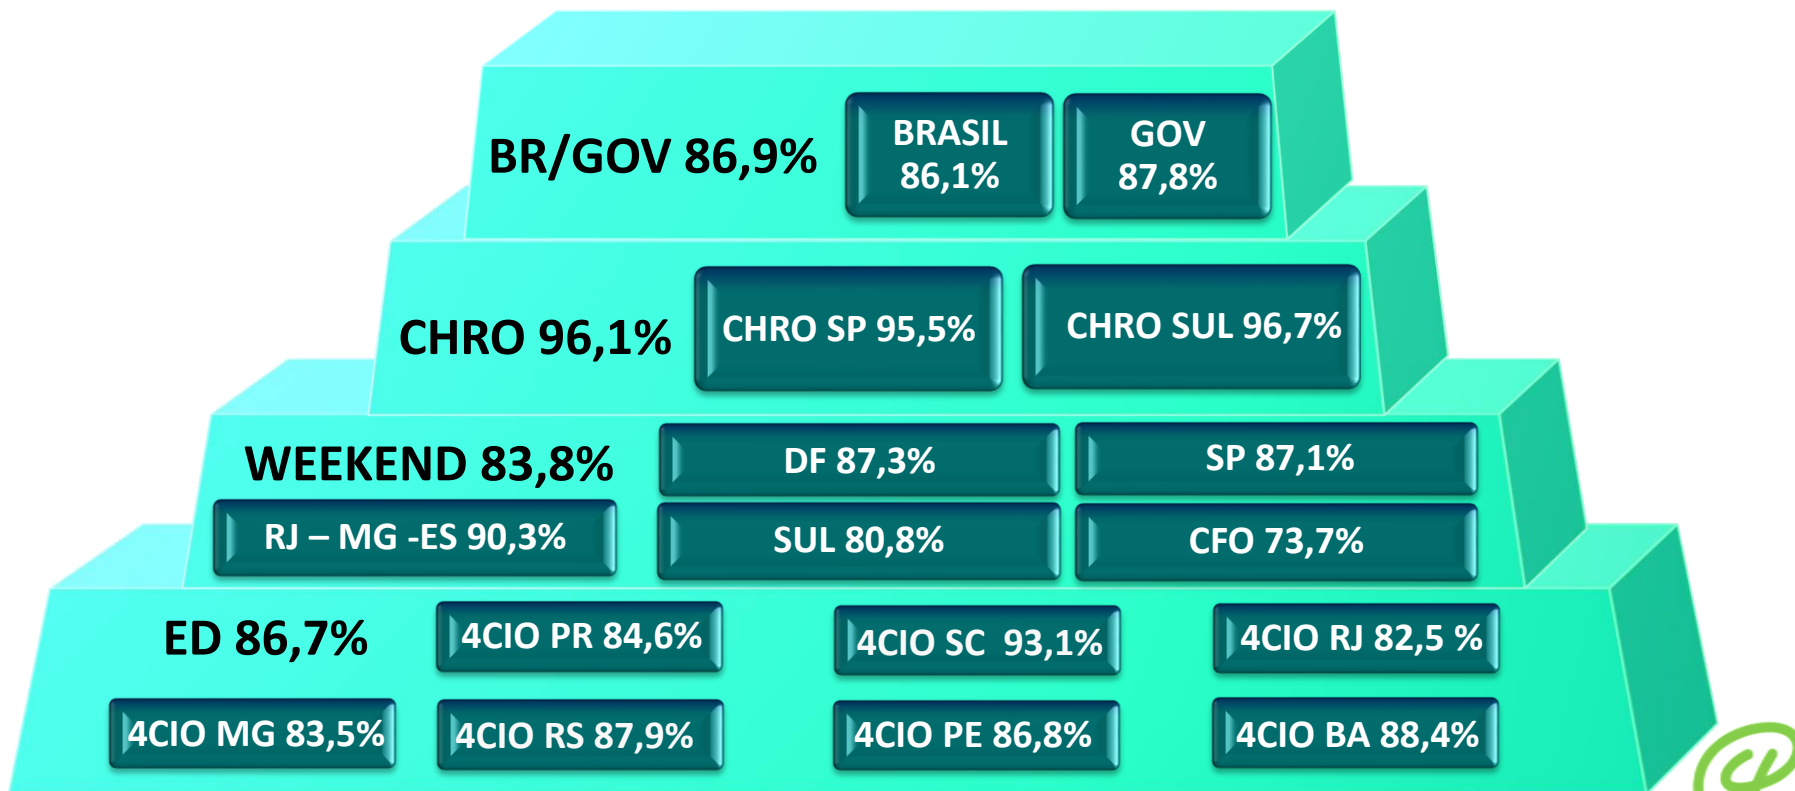 BR/GOV 86,9%
BRASIL
86,1%
GOV
87,8%
CHRO 96,1%
CHRO SP 95,5%
CHRO SUL 96,7%
WEEKEND 83,8%
DF 87,3%
SP 87,1%
RJ – MG -ES 90,3%
SUL 80,8%
CFO 73,7%
ED 86,7%
4CIO PR 84,6%
4CIO SC  93,1%
4CIO RJ 82,5 %
4CIO MG 83,5%
4CIO RS 87,9%
4CIO PE 86,8%
4CIO BA 88,4%